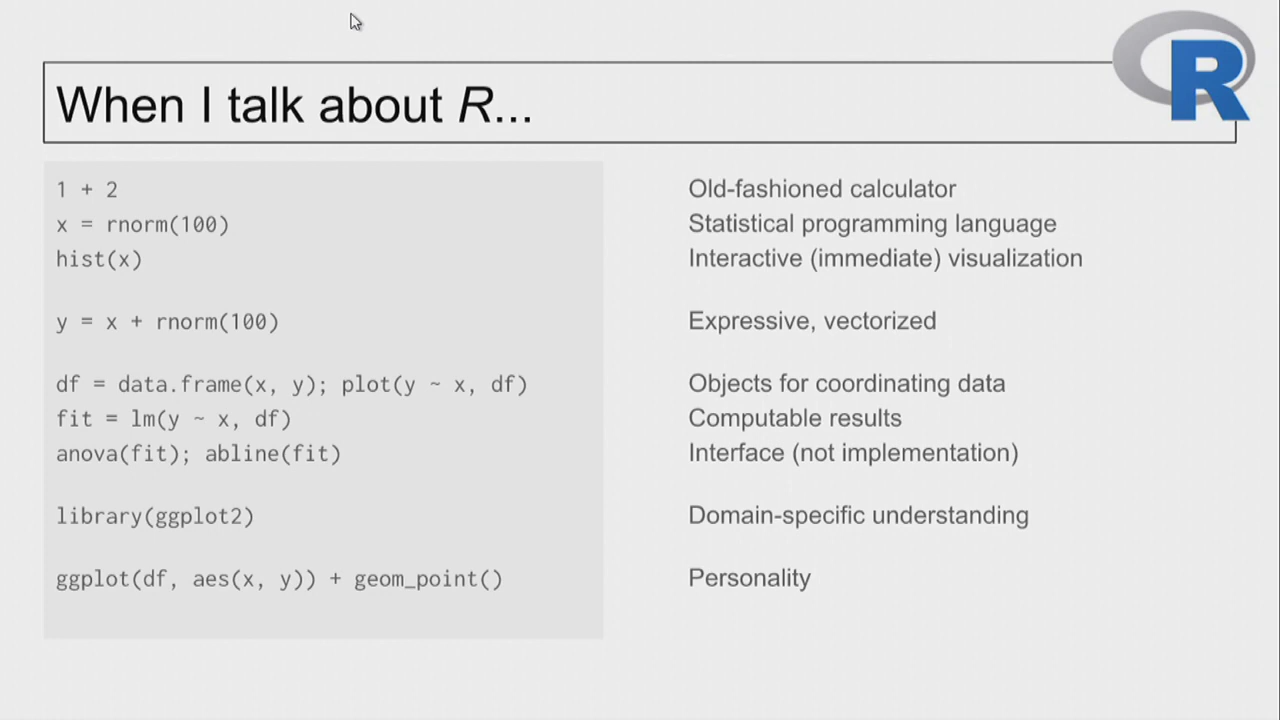 When I talk about R...
R
1 + 2
Old-fashioned calculator
x = rnorm(100)
Statistical programming language
hist(x)
Interactive (immediate) visualization
y = x + rnorm(100)
Expressive, vectorized
df = data.frame(x, y); plot(y ~ x, df)
Objects for coordinating data
fit = lm(y ~ x, df)
Computable results
anova(fit); abline(fit)
Interface (not implementation)
library(ggplot2)
Domain-specific understanding
ggplot(df, aes(x, y)) + geom_point()
Personality